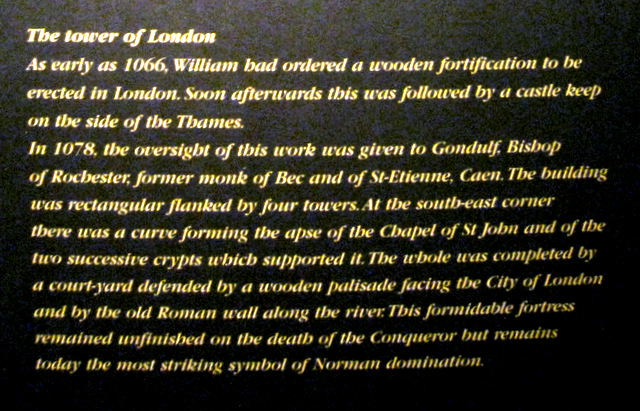 The tower of London
As early as 1066, William had ordered a wooden fortification to be
erected in London. Soon afterwards this was followed by a castle keep
on the side of the Thames.
In 1078, the oversight of this work was given to Gondulf, Bishop
of Rochester, former monk of Bec and of St-Etienne, Caen. The building
was rectangular flanked by four towers. At the south-east corner
there was a curve forming the apse of the Chapel of St John and of the
two successive crypts which supported it. The whole was completed by
a court-yard defended by a wooden palisade facing the City of London
and by the old Roman wall along the river. This formidable fortress
remained unfinished on the death of the Conqueror but remains
today the most striking symbol of Norman domination.